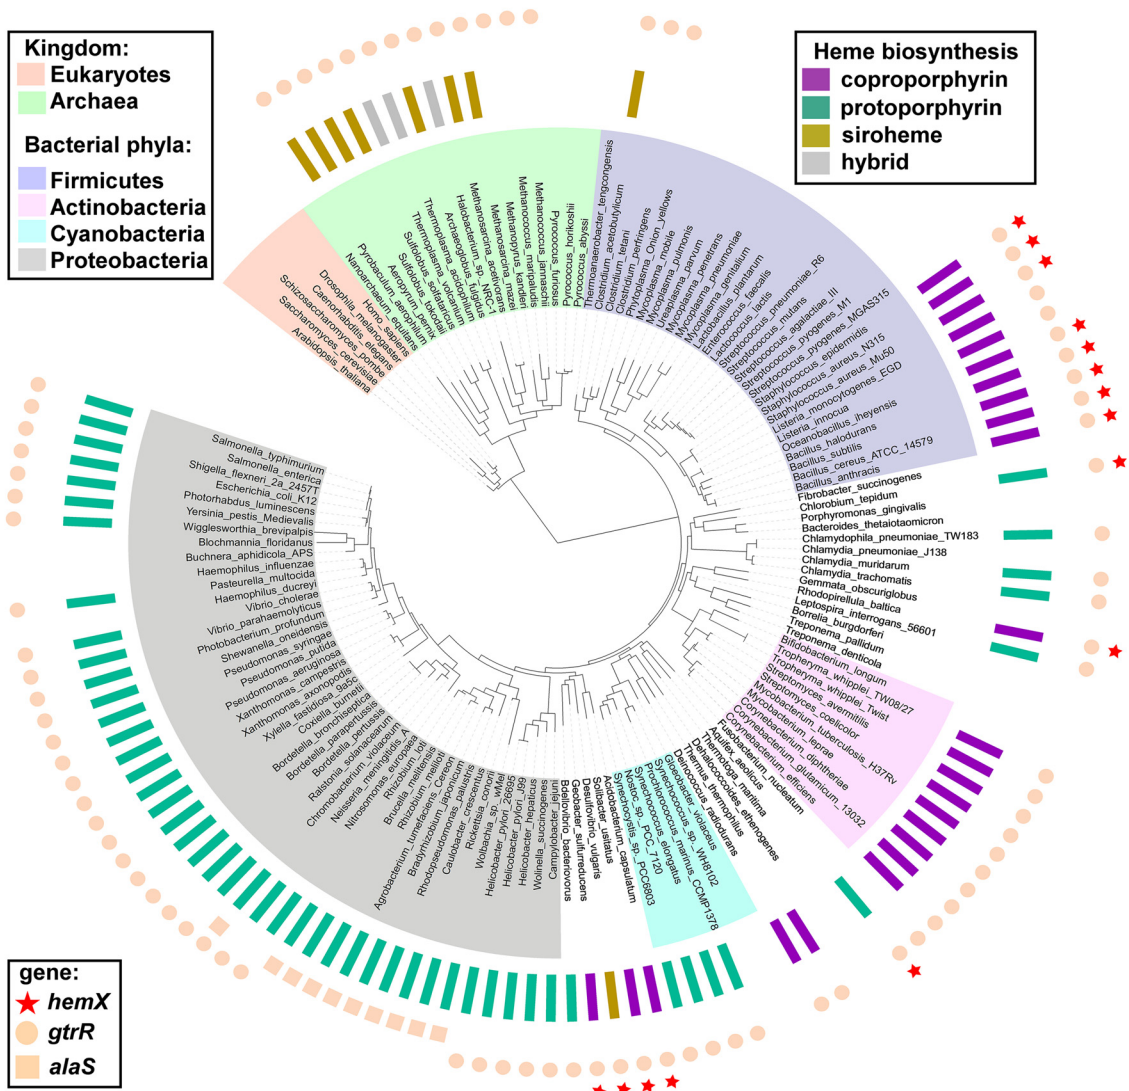 Kingdom:
Eukaryotes
Archaea
Bacterial phyla:
Firmicutes
Actinobacteria
Cyanobacteria
Proteobacteria
Heme biosynthesis
coproporphyrin
protoporphyrin
siroheme
hybrid
Arabidopsis_thaliana
Saccharomyces_cerevisiae
Schizosaccharomyces_pombe
Caenorhabditis_elegans
Drosophila_melanogaster
Homo_sapiens
Nanoarchaeum_equitans
Pyrobaculum_aerophilum
Aeropyrum_pernix
Sulfolobus_tokodaii
Sulfolobus_solfataricus
Thermoplasma_volcanium
Thermoplasma_acidophilum
Archaeoglobus_fulgidus
Halobacterium_sp._NRC-1
Methanosarcina_acetivorans
Methanosarcina_mazei
Methanopyrus_kandleri
Methanococcus_maripaludis
Methanococcus_jannaschii
Pyrococcus_furiosus
Pyrococcus_horikoshii
Pyrococcus_abyssi
Thermoanaerobacter_tengcongensis
Clostridium_acetobutylicum
Clostridium_tetani
Clostridium_perfringens
Phytoplasma_Onion_yellows
Mycoplasma_mobile
Mycoplasma_pulmonis
Ureaplasma_parvum
Mycoplasma_penetrans
Mycoplasma_pneumoniae
Mycoplasma_genitalium
Lactobacillus_plantarum
Enterococcus_faecalis
Lactococcus_lactis
Streptococcus_pneumoniae_R6
Streptococcus_mutans
Streptococcus_agalactiae_III
Streptococcus_pyogenes_M1
Streptococcus_pyogenes_MGAS315
Staphylococcus_epidermidis
Staphylococcus_aureus_N315
Staphylococcus_aureus_Mu50
Listeria_monocytogenes_EGD
Listeria_innocua
Oceanobacillus_iheyensis
Bacillus_halodurans
Bacillus_subtilis
Bacillus_cereus_ATCC_14579
Bacillus_anthracis
Fibrobacter_succinogenes
Chlorobium_tepidum
Porphyromonas_gingivalis
Bacteroides_thetaiotaomicron
Chlamydophila_pneumoniae_TW183
Chlamydia_pneumoniae_J138
Chlamydia_muridarum
Chlamydia_trachomatis
Gemmata_obscuriglobus
Rhodopirellula_baltica
Leptospira_interrogans_56601
Borrelia_burgdorferi
Treponema_pallidum
Treponema_denticola
Bifidobacterium_longum
Tropheryma_whipplei_TW08/27
Tropheryma_whipplei_Twist
Streptomyces_avermitilis
Streptomyces_coelicolor
Mycobacterium_tuberculosis_H37Rv
Mycobacterium_leprae
Corynebacterium_diphtheriae
Corynebacterium_glutamicum_13032
Corynebacterium_efficiens
Fusobacterium_nucleatum
Aquifex_aeolicus
Thermotoga_maritima
Dehalococcoides_ethenogenes
Thermus_thermophilus
Deinococcus_radiodurans
Gloeobacter_violaceus
Synechococcus_sp._WH8102
Prochlorococcus_marinus_CCMP1378
Synechococcus_elongatus
Nostoc_sp._PCC_7120
Synechocystis_sp._PCC6803
Acidobacterium_capsulatum
Solibacter_usitatus
Desulfovibrio_vulgaris
Geobacter_sulfurreducens
Bdellovibrio_bacteriovorus
Campylobacter_jejuni
Wolinella_succinogenes
Helicobacter_hepaticus
Helicobacter_pylori_J99
Helicobacter_pylori_26695
Wolbachia_sp._wMel
Rickettsia_conorii
Caulobacter_crescentus
Rhodopseudomonas_palustris
Bradyrhizobium_japonicum
Agrobacterium_tumefaciens_Cereon
Rhizobium_meliloti
Brucella_melitensis
Rhizobium_loti
Nitrosomonas_europaea
Neisseria_meningitidis_A
Chromobacterium_violaceum
Ralstonia_solanacearum
Bordetella_pertussis
Bordetella_parapertussis
Bordetella_bronchiseptica
Coxiella_burnetii
Xylella_fastidiosa_9a5c
Xanthomonas_axonopodis
Xanthomonas_campestris
Pseudomonas_aeruginosa
Pseudomonas_putida
Pseudomonas_syringae
Shewanella_oneidensis
Photobacterium_profundum
Vibrio_parahaemolyticus
Vibrio_cholerae
Haemophilus_ducreyi
Pasteurella_multocida
Haemophilus_influenzae
Buchnera_aphidicola_APS
Blochmannia_floridanus
Wigglesworthia_brevipalpis
Yersinia_pestis_Medievalis
Photorhabdus_luminescens
Escherichia_coli_K12
Shigella_flexneri_2a_2457T
Salmonella_enterica
Salmonella_typhimurium
gene:
hemX
gtrR
alaS